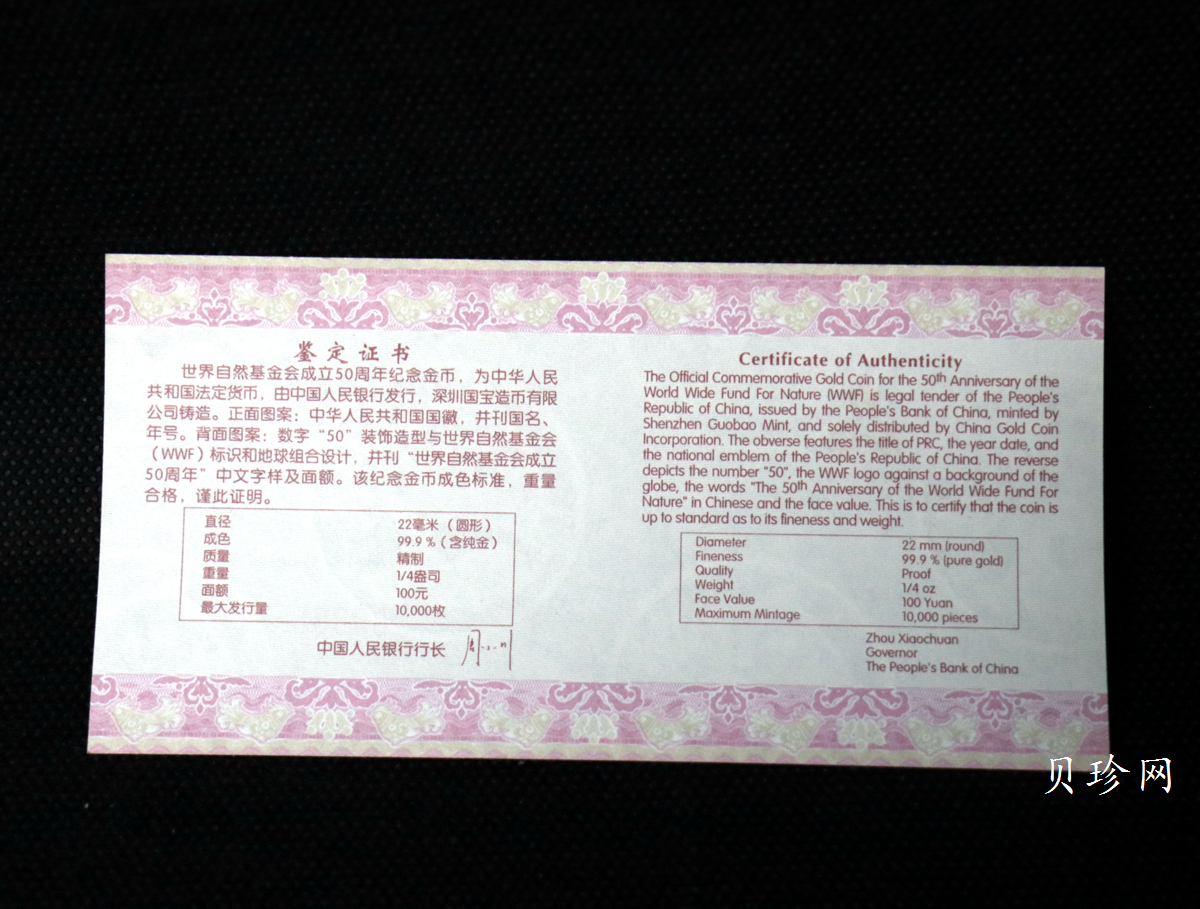 鉴定证书
世界自然基金会成立50周年纪念金币，为中华人民
共和国法定货币，由中国人民银行发行，深圳国宝造币有限
公司铸造。正面图案：中华人民共和国国徽，并刊国名、
年号。背面图案：数字“50”装饰造型与世界自然基金会
（WWF）标识和地球组合设计，并刊“世界自然基金会成立
50周年”中文字样及面额。该纪念金币成色标准，重量
合格，谨此证明。
直径 22毫米（圆形）
成色 99.9 %（含纯金）
质量 精制
重量 1/4盎司
面额 100元
最大发行量 10,000枚
中国人民银行行长
Certificate of Authenticity
The Official Commemorative Gold Coin for the 50th Anniversary of the
World Wide Fund For Nature (WWF) is legal tender of the People's
Republic of China, issued by the People's Bank of China, minted by
Shenzhen Guobao Mint, and solely distributed by China Gold Coin
Incorporation. The obverse features the title of PRC, the year date, and
the national emblem of the People's Republic of China. The reverse
depicts the number "50", the WWF logo against a background of the
globe, the words "The 50th Anniversary of the World Wide Fund For
Nature" in Chinese and the face value. This is to certify that the coin is
up to standard as to its fineness and weight.
Diameter 22 mm (round)
Fineness 99.9 % (pure gold)
Quality Proof
Weight 1/4 oz
Face Value 100 Yuan
Maximum Mintage 10,000 pieces
Zhou Xiaochuan
Governor
The People's Bank of China
贝珍网